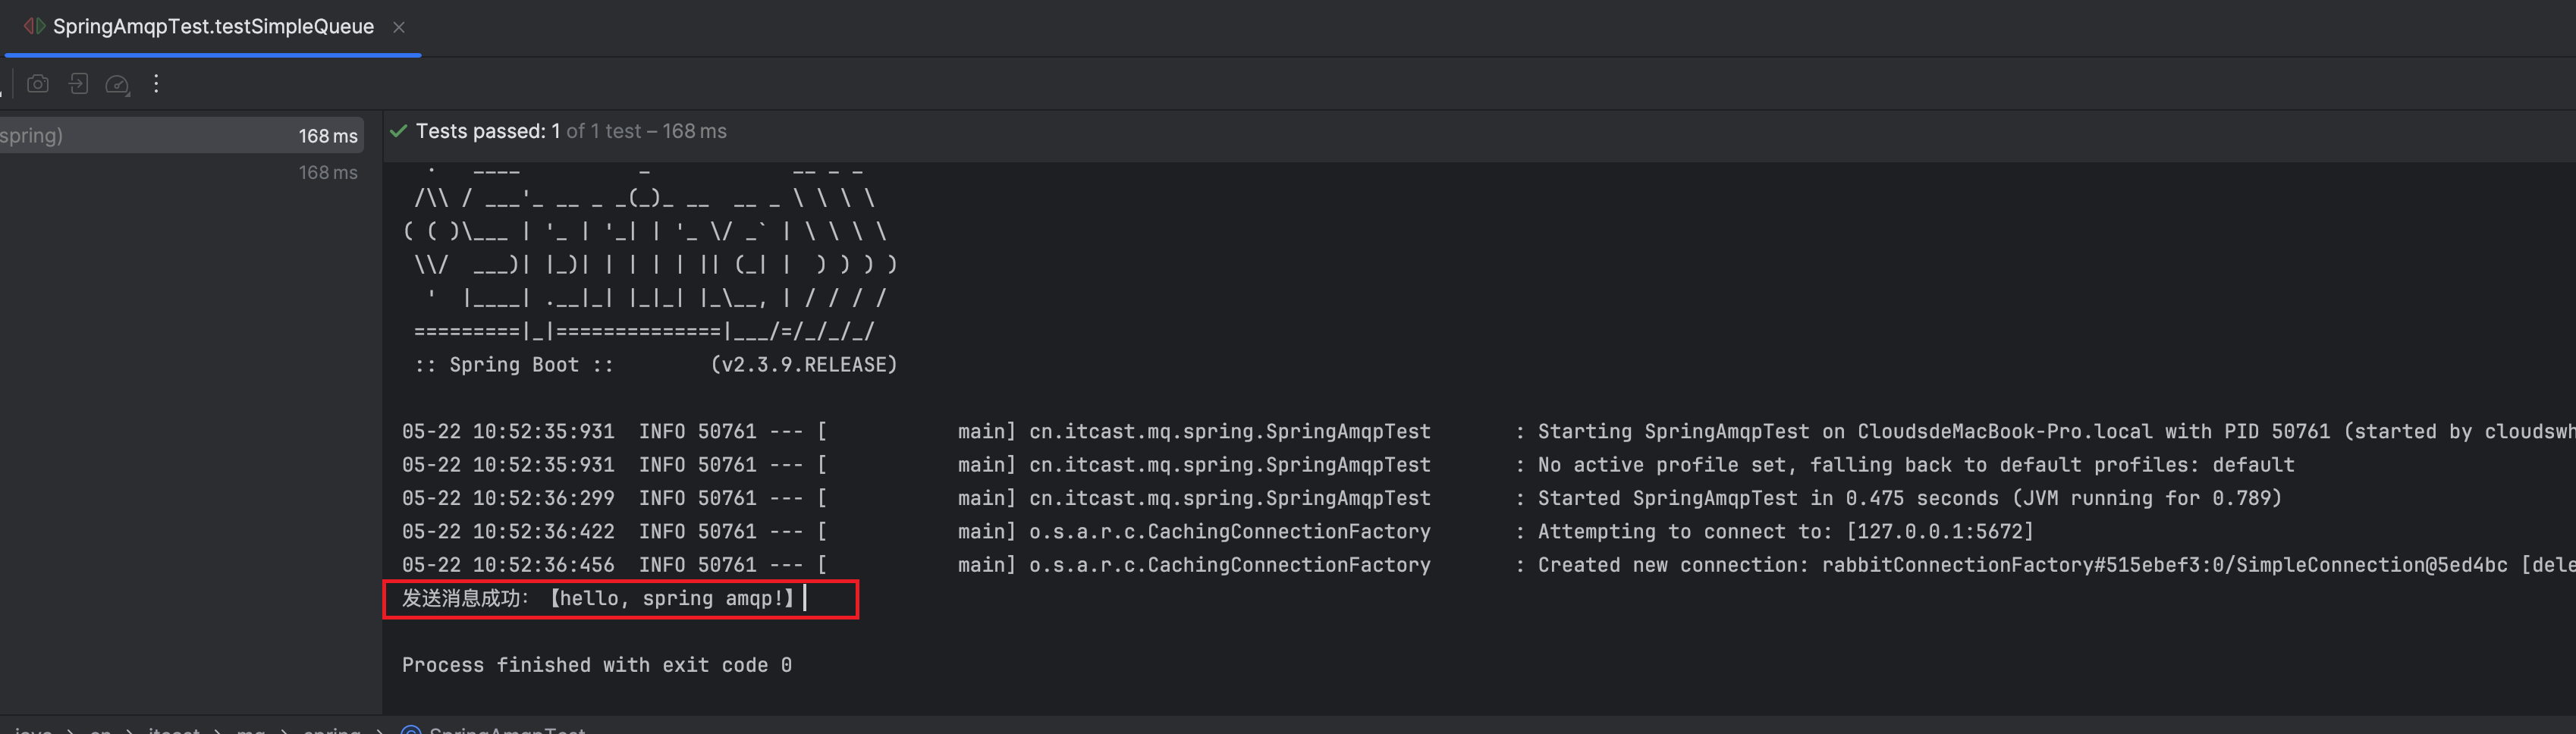 SpringAmqpTest.testSimpleQueue
spring) 168 ms
168 ms
Tests passed: 1 of 1 test – 168 ms
  .   ____          _            __ _ _
 /\\ / ___'_ __ _ _(_)_ __  __ _ \ \ \ \
( ( )\___ | '_ | '_| | '_ \/ _` | \ \ \ \
 \\/  ___)| |_)| | | | | || (_| |  ) ) ) )
  '  |____| .__|_| |_|_| |_\__, | / / / /
 =========|_|==============|___/=/_/_/_/
 :: Spring Boot ::        (v2.3.9.RELEASE)
05-22 10:52:35:931  INFO 50761 --- [           main] cn.itcast.mq.spring.SpringAmqpTest       : Starting SpringAmqpTest on CloudsdeMacBook-Pro.local with PID 50761 (started by cloudswh
05-22 10:52:35:931  INFO 50761 --- [           main] cn.itcast.mq.spring.SpringAmqpTest       : No active profile set, falling back to default profiles: default
05-22 10:52:36:299  INFO 50761 --- [           main] cn.itcast.mq.spring.SpringAmqpTest       : Started SpringAmqpTest in 0.475 seconds (JVM running for 0.789)
05-22 10:52:36:422  INFO 50761 --- [           main] o.s.a.r.c.CachingConnectionFactory       : Attempting to connect to: [127.0.0.1:5672]
05-22 10:52:36:456  INFO 50761 --- [           main] o.s.a.r.c.CachingConnectionFactory       : Created new connection: rabbitConnectionFactory#515ebef3:0/SimpleConnection@5ed4bc [dele
发送消息成功：【hello, spring amqp!】
Process finished with exit code 0
java > cn > itcast > mq > spring > SpringAmqpTest